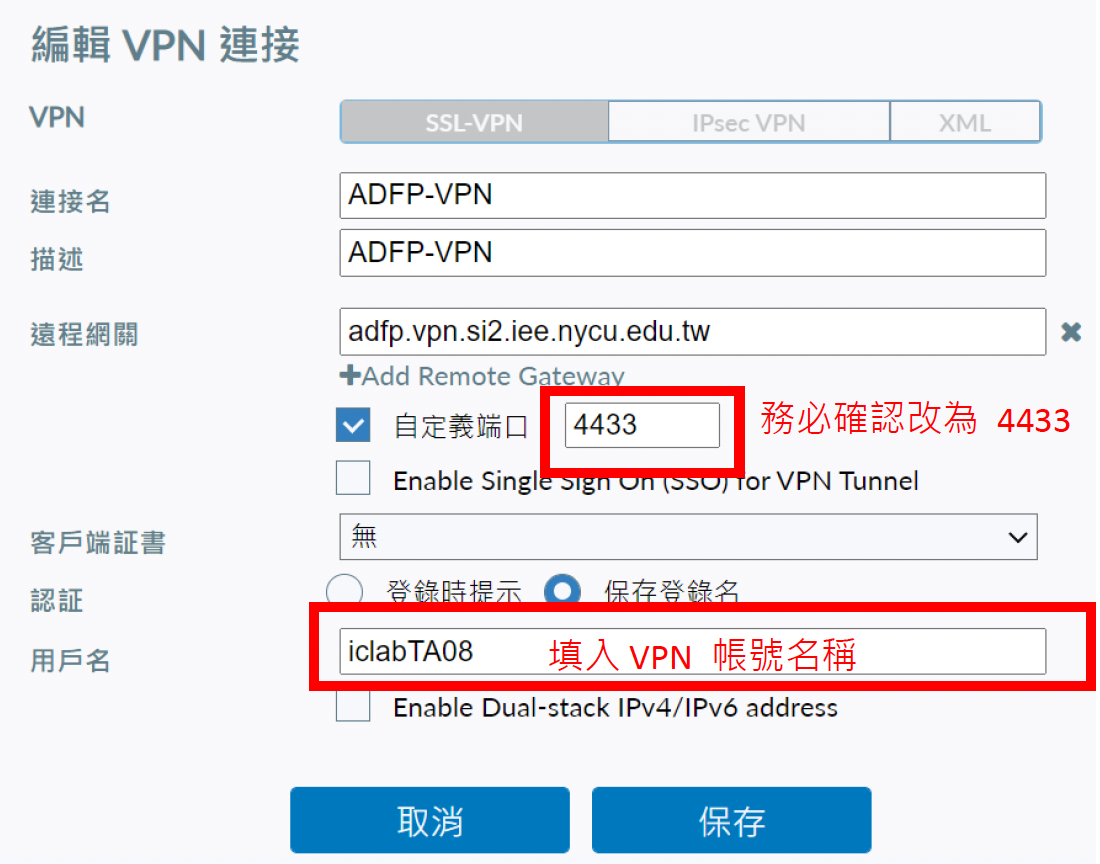 編輯 VPN 連接
VPN SSL-VPN IPsec VPN XML
連接名 ADFP-VPN
描述 ADFP-VPN
遠程網關 adfp.vpn.si2.iee.nycu.edu.tw
Add Remote Gateway
自定義端口 4433 務必確認改為 4433
Enable Single Sign On (SSO) for VPN Tunnel
客戶端証書 無
認証 登錄時提示 保存登錄名
用戶名 iclabTA08 填入 VPN 帳號名稱
Enable Dual-stack IPv4/IPv6 address
取消 保存